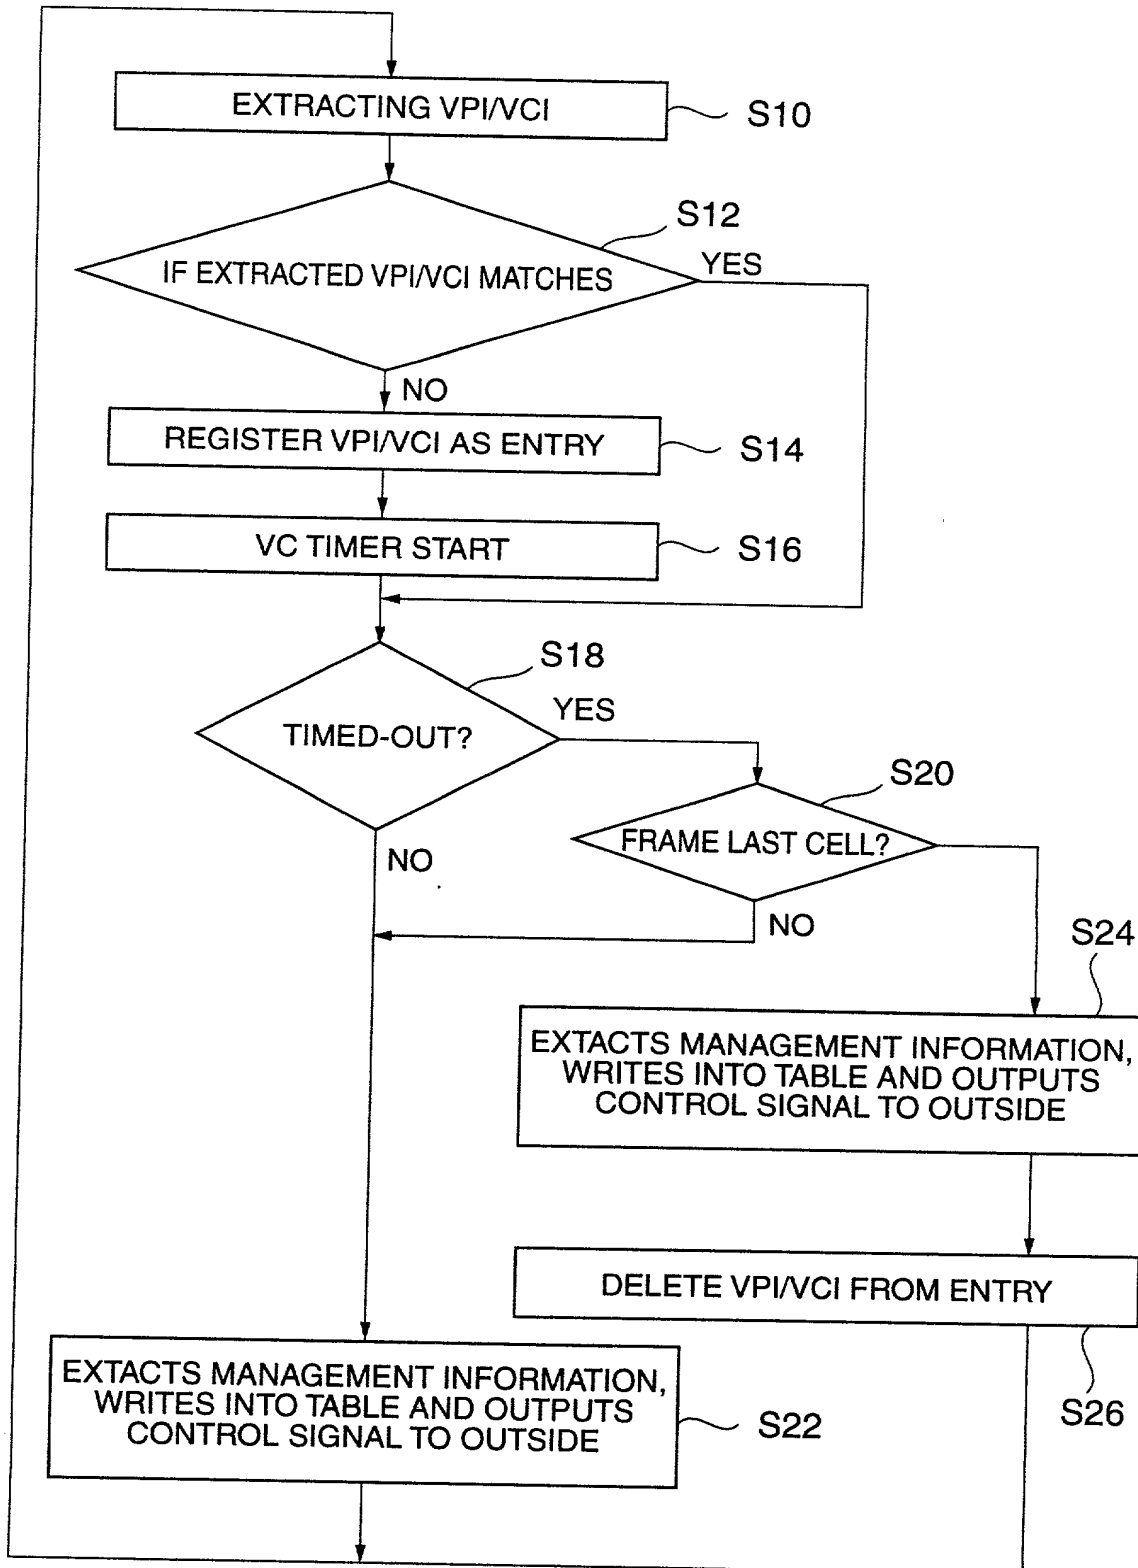 EXTRACTING VPI/VCI
S10
S12
IF EXTRACTED VPI/VCI MATCHES
YES
NO
REGISTER VPI/VCI AS ENTRY
S14
VC TIMER START
S16
S18
TIMED-OUT?
YES
S20
FRAME LAST CELL?
NO
NO
S24
EXTACTS MANAGEMENT INFORMATION,
WRITES INTO TABLE AND OUTPUTS
CONTROL SIGNAL TO OUTSIDE
DELETE VPI/VCI FROM ENTRY
S26
EXTACTS MANAGEMENT INFORMATION,
WRITES INTO TABLE AND OUTPUTS
CONTROL SIGNAL TO OUTSIDE
S22